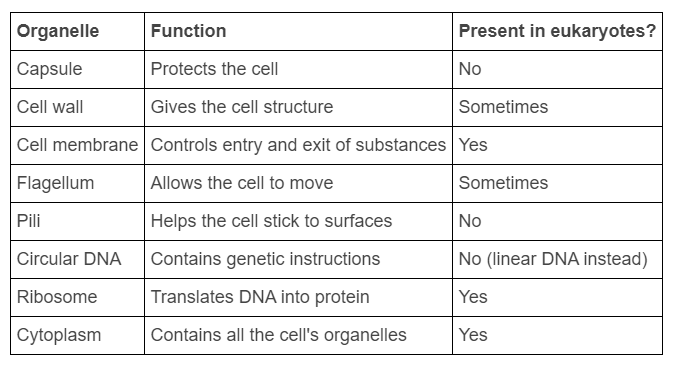 Organelle Function Present in eukaryotes?
Capsule Protects the cell No
Cell wall Gives the cell structure Sometimes
Cell membrane Controls entry and exit of substances Yes
Flagellum Allows the cell to move Sometimes
Pili Helps the cell stick to surfaces No
Circular DNA Contains genetic instructions No (linear DNA instead)
Ribosome Translates DNA into protein Yes
Cytoplasm Contains all the cell's organelles Yes